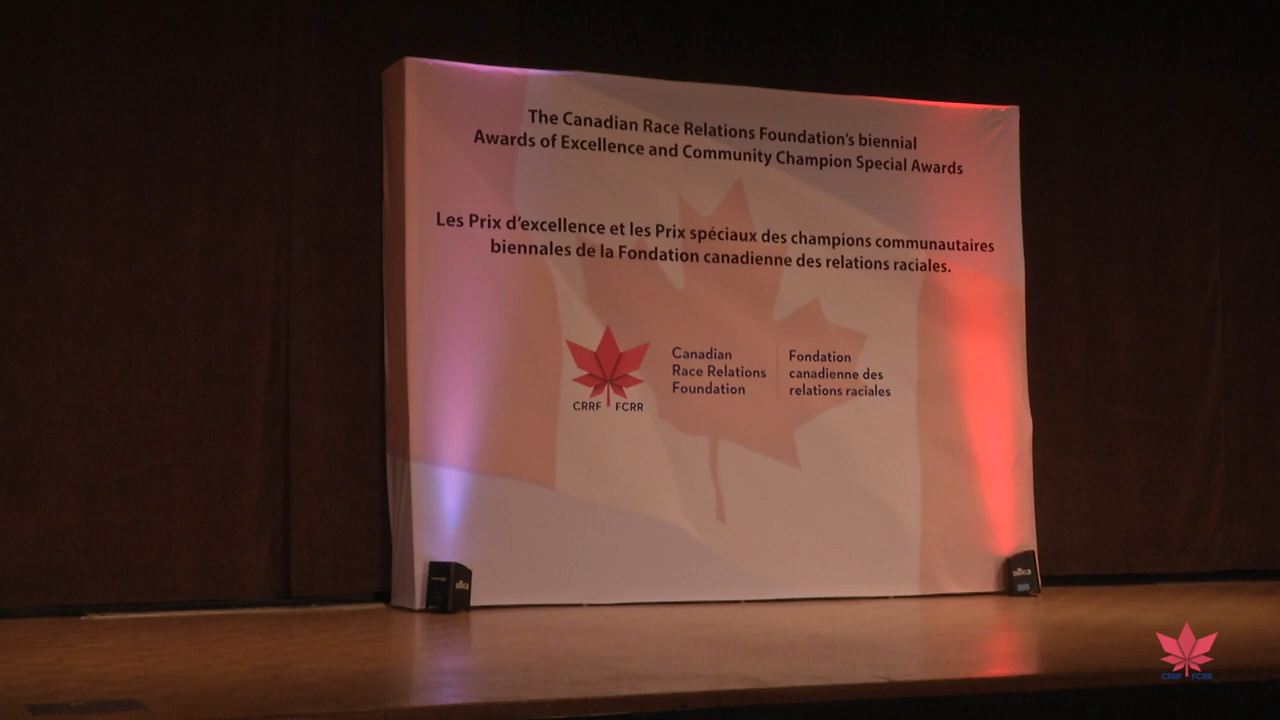 The Canadian Race Relations Foundation's biennial
Awards of Excellence and Community Champion Special Awards
Les Prix d'excellence et les Prix spéciaux des champions communautaires
biennales de la Fondation canadienne des relations raciales.
Canadian
Race Relations
Foundation
Fondation
canadienne des
relations raciales
CRRF FCRR
CRRF FCRR